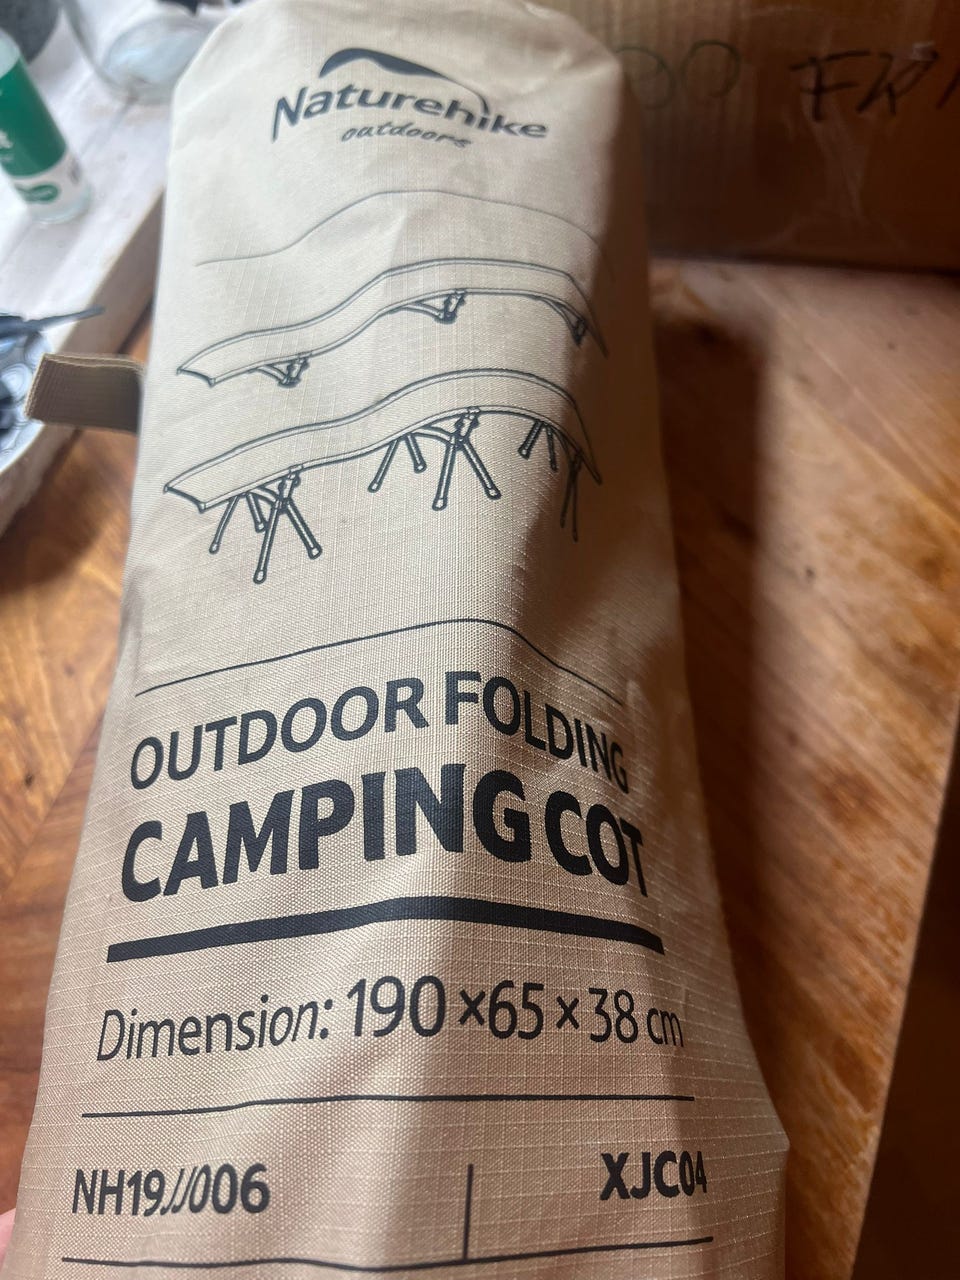 Naturehike
outdoors
OUTDOOR FOLDING
CAMPING COT
Dimension: 190×65×38 cm
NH19JJ006
XJC04